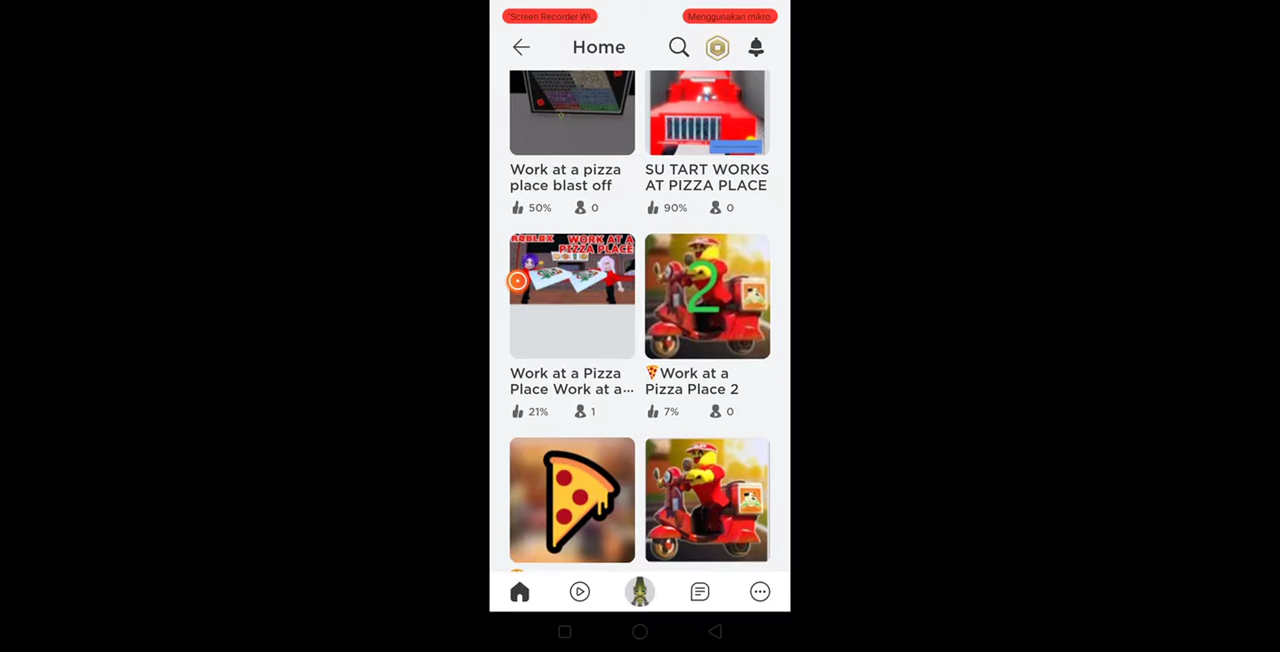 "Screen Recorder Wi..
Menggunakan mikro..
Home
Work at a pizza
place blast off
SU TART WORKS
AT PIZZA PLACE
50%
0
90%
0
ROBLOX
WORK AT A
PIZZA PLACE
2
Work at a Pizza
Place Work at a...
🍕Work at a
Pizza Place 2
21%
1
7%
0